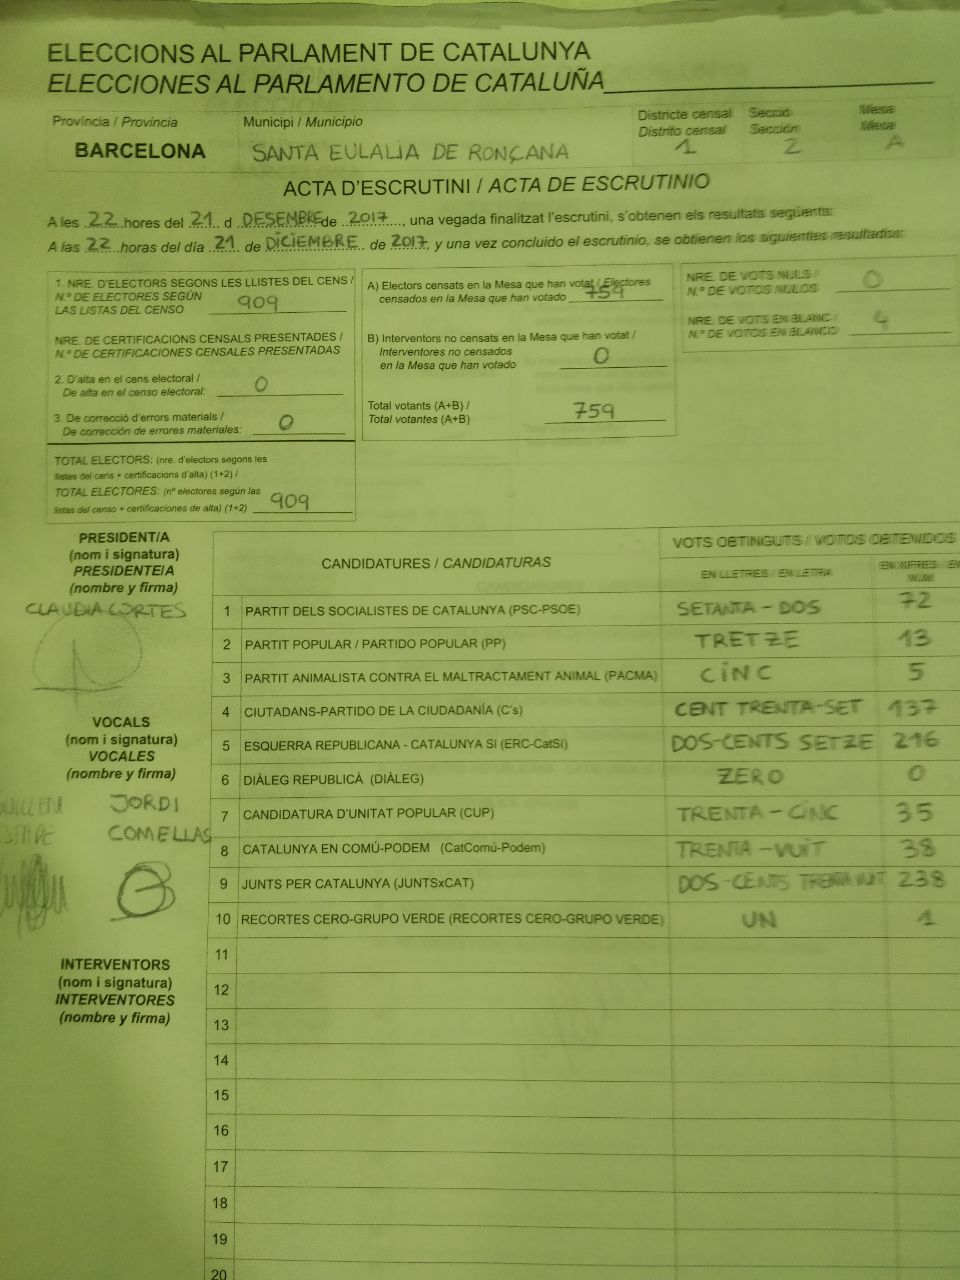 ELECCIONS AL PARLAMENT DE CATALUNYA
ELECCIONES AL PARLAMENTO DE CATALUÑA
Província / Provincia
BARCELONA
Municipi / Municipio
SANTA EULALIA DE RONÇANA
Districte censal
Distrito censal
1
Secció
Sección
2
Mesa
Mesa
A
ACTA D'ESCRUTINI / ACTA DE ESCRUTINIO
A les 22 hores del 21 d DESEMBRE de 2017, una vegada finalitzat l'escrutini, s'obtenen els resultats següents:
A las 22 horas del día 21 de DICIEMBRE de 2017, y una vez concluido el escrutinio, se obtienen los siguientes resultados:
1. NRE. D'ELECTORS SEGONS LES LLISTES DEL CENS /
N.º DE ELECTORES SEGÚN
LAS LISTAS DEL CENSO 909
NRE. DE CERTIFICACIONS CENSALS PRESENTADES /
N.º DE CERTIFICACIONES CENSALES PRESENTADAS
2. D'alta en el cens electoral /
De alta en el censo electoral: 0
3. De correcció d'errors materials /
De corrección de errores materiales: 0
TOTAL ELECTORS: (nre. d'electors segons les
llistes del cens + certificacions d'alta) (1+2) /
TOTAL ELECTORES: (nº electores según las
listas del censo + certificaciones de alta) (1+2) 909
A) Electors censats en la Mesa que han votat / Electores
censados en la Mesa que han votado 759
B) Interventors no censats en la Mesa que han votat /
Interventores no censados
en la Mesa que han votado 0
Total votants (A+B) /
Total votantes (A+B) 759
NRE. DE VOTS NULS /
N.º DE VOTOS NULOS 0
NRE. DE VOTS EN BLANC /
N.º DE VOTOS EN BLANCO 4
PRESIDENT/A
(nom i signatura)
PRESIDENTE/A
(nombre y firma)
CLAUDIA CORTES
VOCALS
(nom i signatura)
VOCALES
(nombre y firma)
JORDI
COMELLAS
INTERVENTORS
(nom i signatura)
INTERVENTORES
(nombre y firma)
CANDIDATURES / CANDIDATURAS
VOTS OBTINGUTS / VOTOS OBTENIDOS
EN LLETRES / EN LETRA
EN XIFRES / EN
1 PARTIT DELS SOCIALISTES DE CATALUNYA (PSC-PSOE) SETANTA-DOS 72
2 PARTIT POPULAR / PARTIDO POPULAR (PP) TRETZE 13
3 PARTIT ANIMALISTA CONTRA EL MALTRACTAMENT ANIMAL (PACMA) CINC 5
4 CIUTADANS-PARTIDO DE LA CIUDADANÍA (C's) CENT TRENTA-SET 137
5 ESQUERRA REPUBLICANA - CATALUNYA SÍ (ERC-CatSí) DOS-CENTS SETZE 216
6 DIÀLEG REPUBLICÀ (DIÀLEG) ZERO 0
7 CANDIDATURA D'UNITAT POPULAR (CUP) TRENTA-CINC 35
8 CATALUNYA EN COMÚ-PODEM (CatComú-Podem) TRENTA-VUIT 38
9 JUNTS PER CATALUNYA (JUNTSxCAT) DOS-CENTS TRENTA VUIT 238
10 RECORTES CERO-GRUPO VERDE (RECORTES CERO-GRUPO VERDE) UN 1
11
12
13
14
15
16
17
18
19
20